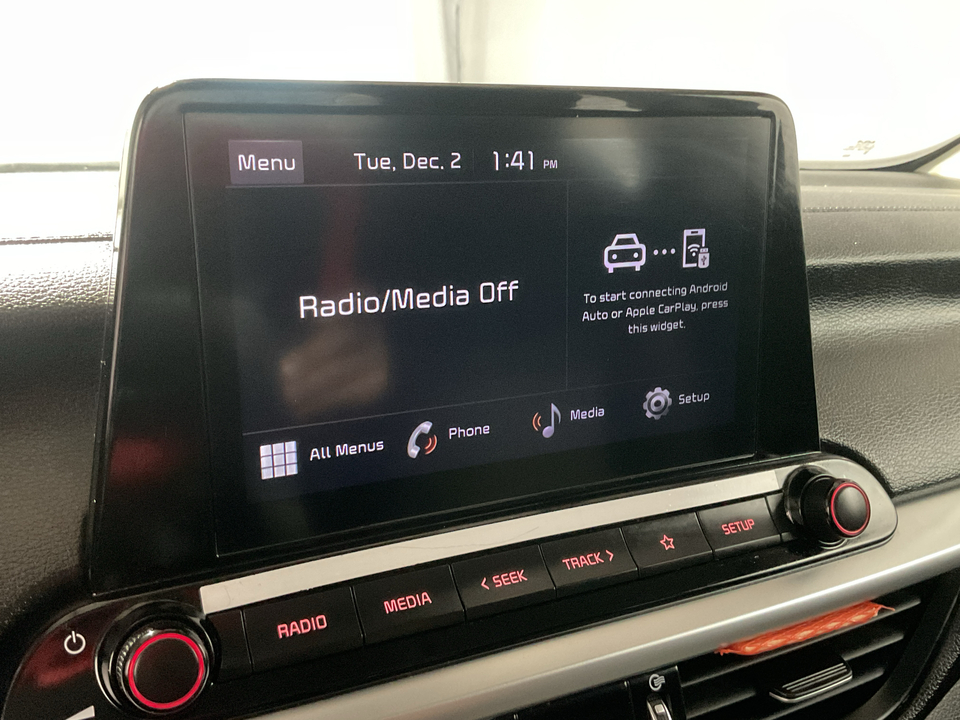 Menu
Tue, Dec. 2
1:41 PM
Radio/Media Off
To start connecting Android
Auto or Apple CarPlay, press
this widget.
All Menus
Phone
Media
Setup
RADIO
MEDIA
< SEEK
TRACK >
SETUP